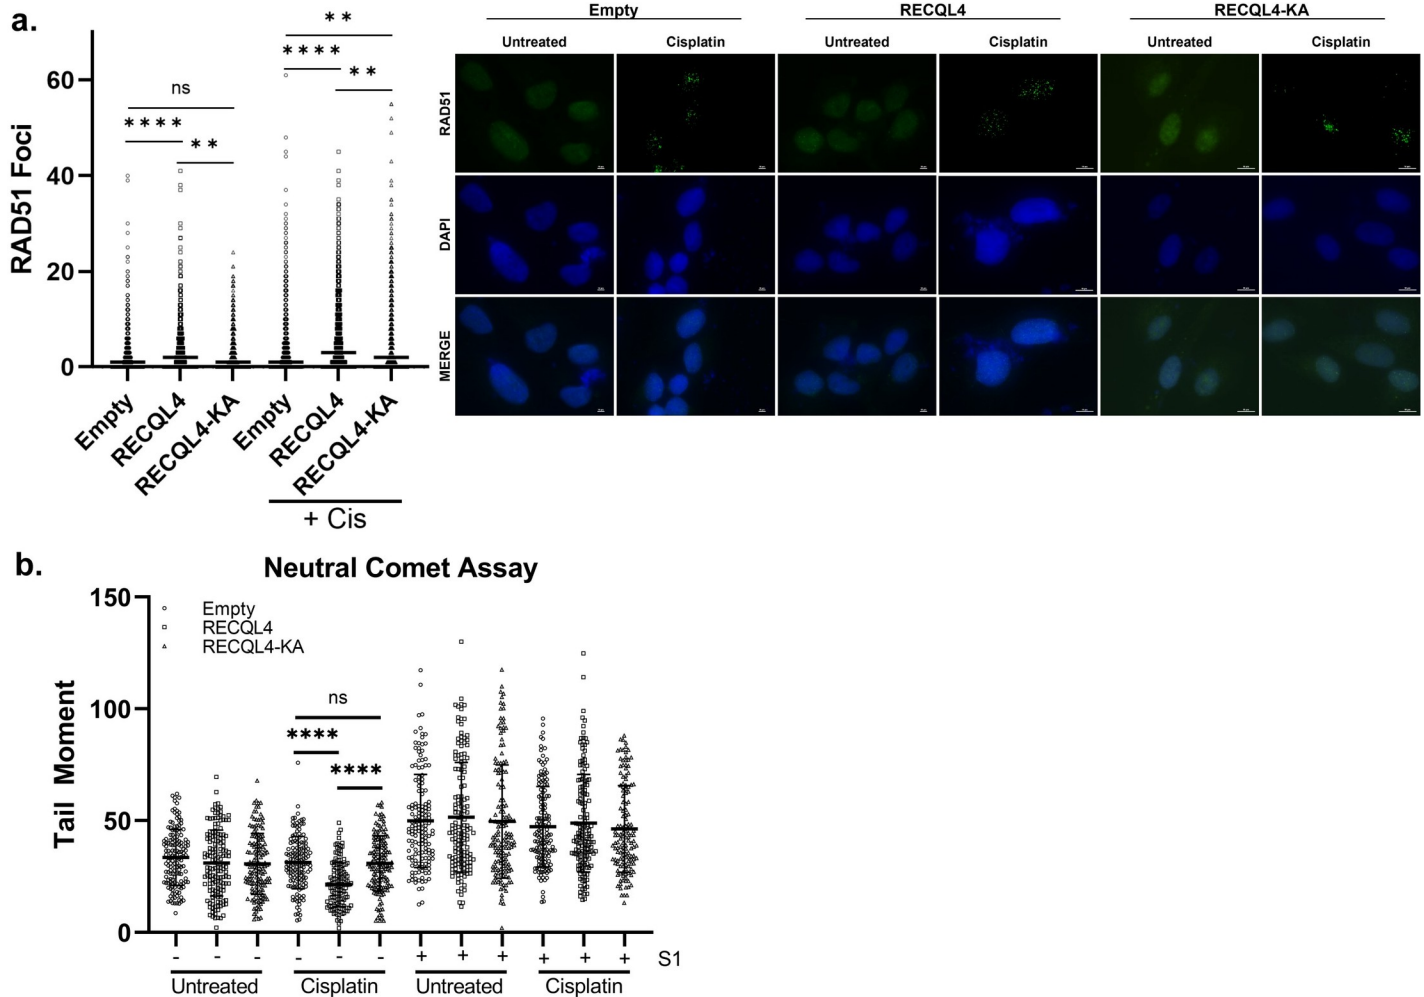 a.
RAD51 Foci
60
40
20
0
**
****
**
ns
****
**
Empty
RECQL4
RECQL4-KA
Empty
RECQL4
RECQL4-KA
+ Cis
Empty
RECQL4
RECQL4-KA
Untreated
Cisplatin
Untreated
Cisplatin
Untreated
Cisplatin
RAD51
DAPI
MERGE
b.
Neutral Comet Assay
Tail Moment
150
100
50
0
Empty
RECQL4
RECQL4-KA
ns
****
****
- - - - - - + + + + + + S1
Untreated
Cisplatin
Untreated
Cisplatin